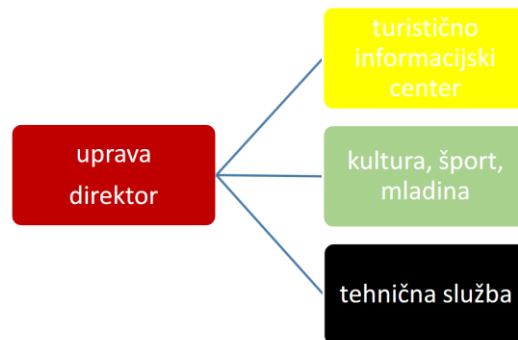 uprava
direktor
turistično
informacijski
center
kultura, šport,
mladina
tehnična služba